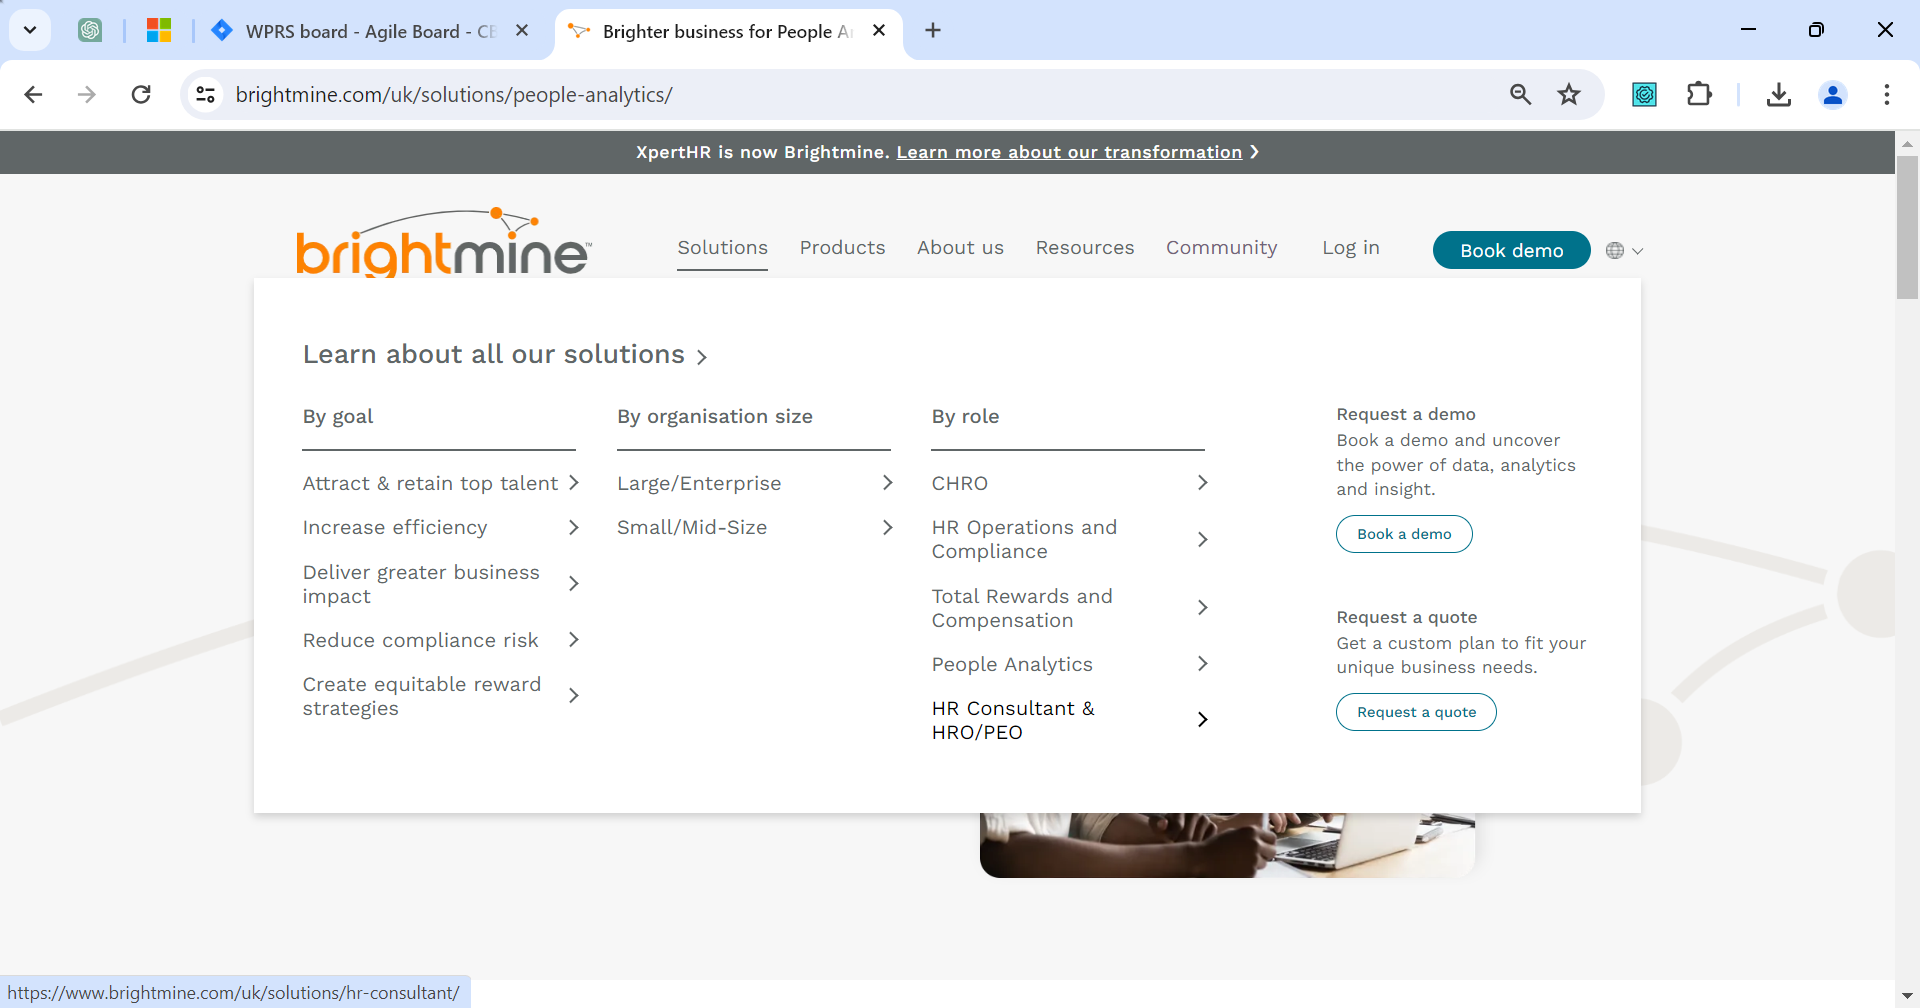 WPRS board - Agile Board - CE
Brighter business for People A
brightmine.com/uk/solutions/people-analytics/
XpertHR is now Brightmine. Learn more about our transformation
brightmine™
Solutions Products About us Resources Community Log in Book demo
Learn about all our solutions
By goal
Attract & retain top talent
Increase efficiency
Deliver greater business
impact
Reduce compliance risk
Create equitable reward
strategies
By organisation size
Large/Enterprise
Small/Mid-Size
By role
CHRO
HR Operations and
Compliance
Total Rewards and
Compensation
People Analytics
HR Consultant &
HRO/PEO
Request a demo
Book a demo and uncover
the power of data, analytics
and insight.
Book a demo
Request a quote
Get a custom plan to fit your
unique business needs.
Request a quote
https://www.brightmine.com/uk/solutions/hr-consultant/